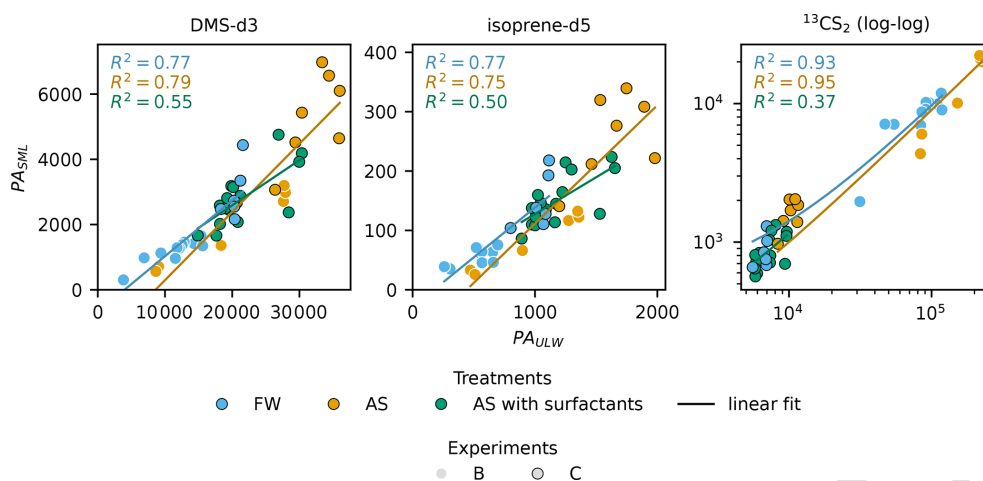 DMS-d3
isoprene-d5
¹³CS₂ (log-log)
R² = 0.77
R² = 0.79
R² = 0.55
R² = 0.77
R² = 0.75
R² = 0.50
R² = 0.93
R² = 0.95
R² = 0.37
PA_SML
6000
4000
2000
0
400
300
200
100
0
10⁴
10³
0 10000 20000 30000
0 1000 2000
10⁴ 10⁵
PA_ULW
Treatments
FW AS AS with surfactants linear fit
Experiments
B C